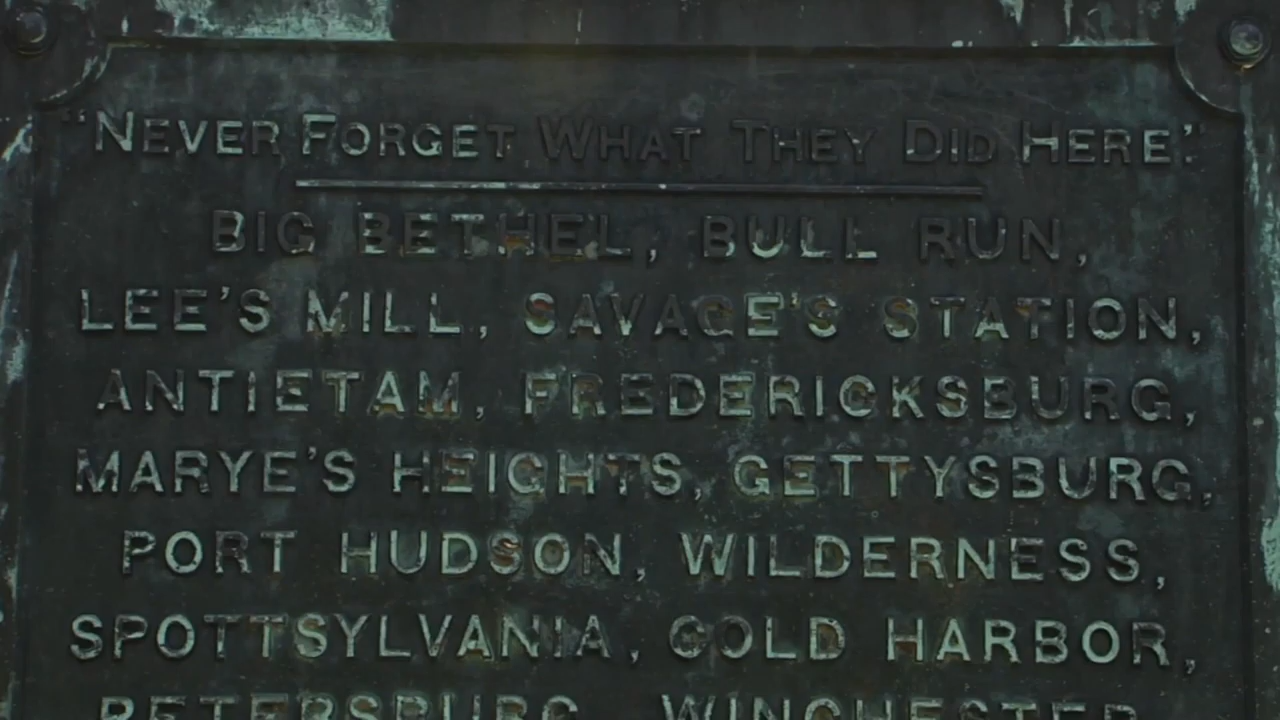 "NEVER FORGET WHAT THEY DID HERE."
BIG BETHEL, BULL RUN,
LEE'S MILL, SAVAGE'S STATION,
ANTIETAM, FREDERICKSBURG,
MARYE'S HEIGHTS, GETTYSBURG,
PORT HUDSON, WILDERNESS,
SPOTTSYLVANIA, COLD HARBOR,
PETERSBURG, WINCHESTER,